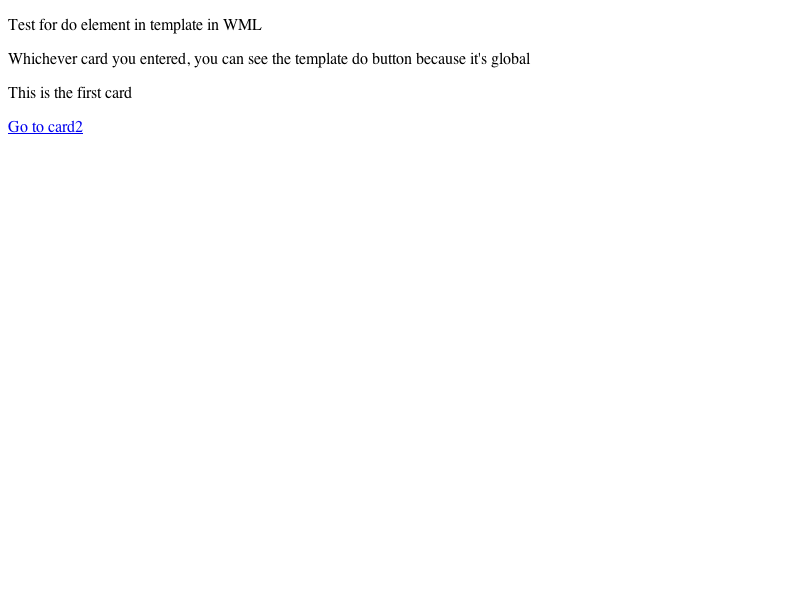 Test for do element in template in WML
Whichever card you entered, you can see the template do button because it's global
This is the first card
Go to card2